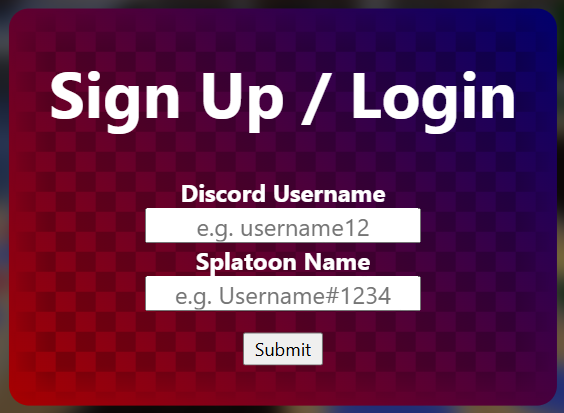 Sign Up / Login
Discord Username
e.g. username12
Splatoon Name
e.g. Username#1234
Submit